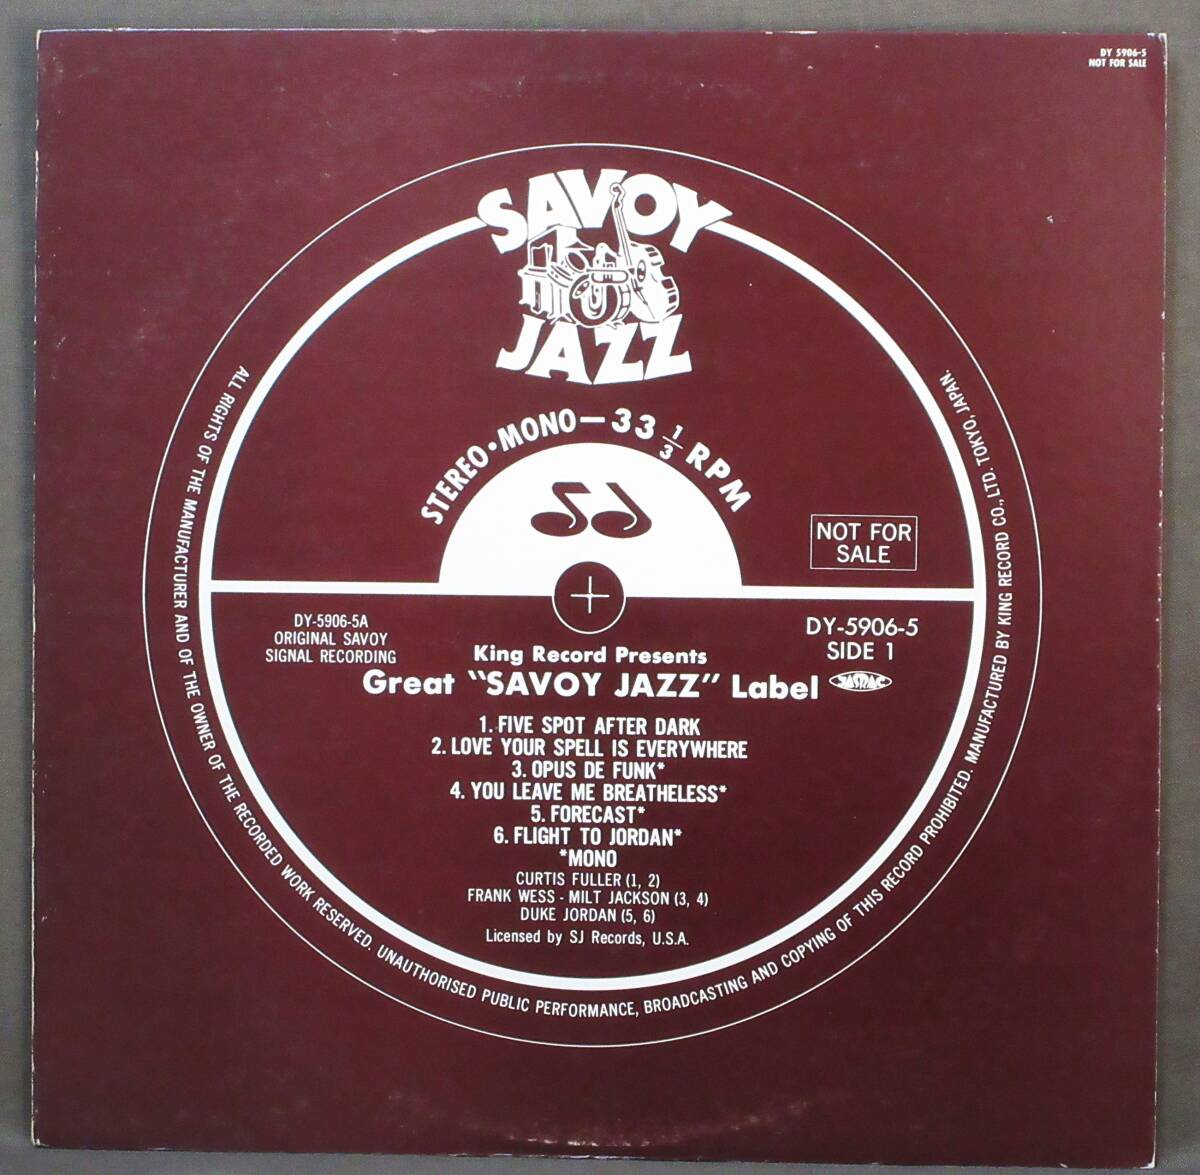 DY 5906-5
NOT FOR SALE
SAVOY
JAZZ
STEREO·MONO—33 1/3 RPM
NOT FOR
SALE
DY-5906-5A
ORIGINAL SAVOY
SIGNAL RECORDING
DY-5906-5
SIDE 1
JASRAC
King Record Presents
Great "SAVOY JAZZ" Label
1. FIVE SPOT AFTER DARK
2. LOVE YOUR SPELL IS EVERYWHERE
3. OPUS DE FUNK*
4. YOU LEAVE ME BREATHELESS*
5. FORECAST*
6. FLIGHT TO JORDAN*
*MONO
CURTIS FULLER (1, 2)
FRANK WESS - MILT JACKSON (3, 4)
DUKE JORDAN (5, 6)
Licensed by SJ Records, U.S.A.
ALL RIGHTS OF THE MANUFACTURER AND OF THE OWNER OF THE RECORDED WORK RESERVED. UNAUTHORISED PUBLIC PERFORMANCE, BROADCASTING AND COPYING OF THIS RECORD PROHIBITED. MANUFACTURED BY KING RECORD CO., LTD. TOKYO, JAPAN.